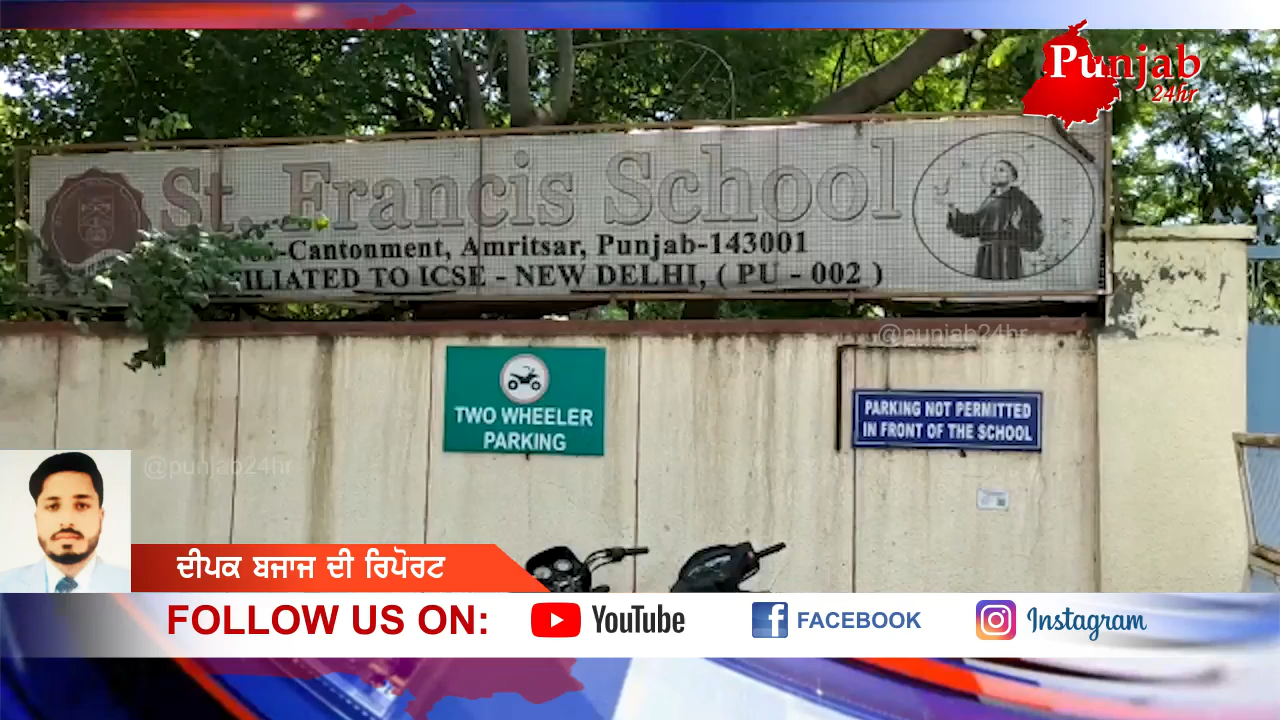 Punjab
24hr
St. Francis School
-Cantonment, Amritsar, Punjab-143001
TO ICSE - NEW DELHI, ( PU - 002 )
@punjab24hr
TWO WHEELER
PARKING
PARKING NOT PERMITTED
IN FRONT OF THE SCHOOL
@punjab24hr
ਦੀਪਕ ਬਜਾਜ ਦੀ ਰਿਪੋਰਟ
FOLLOW US ON:
YouTube
FACEBOOK
Instagram